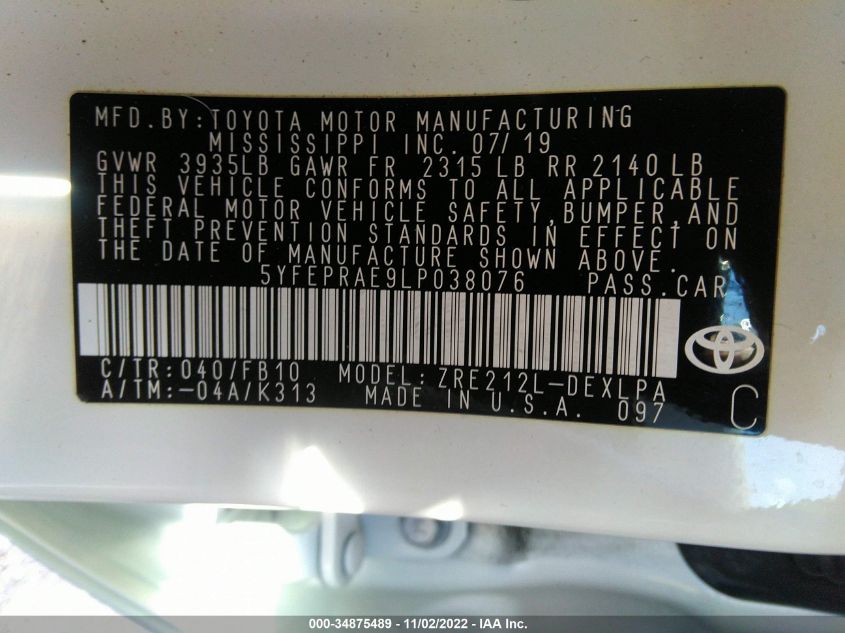 MFD.BY:TOYOTA MOTOR MANUFACTURING
MISSISSIPPI INC. 07/19
GVWR 3935LB GAWR FR 2315 LB RR 2140 LB
THIS VEHICLE CONFORMS TO ALL APPLICABLE
FEDERAL MOTOR VEHICLE SAFETY,BUMPER,AND
THEFT PREVENTION STANDARDS IN EFFECT ON
THE DATE OF MANUFACTURE SHOWN ABOVE.
5YFEPRAE9LP038076 PASS.CAR
C/TR:040/FB10 MODEL:ZRE212L-DEXLPA
A/TM:-04A/K313 MADE IN U.S.A. 097
C
000-34875489 - 11/02/2022 - IAA Inc.